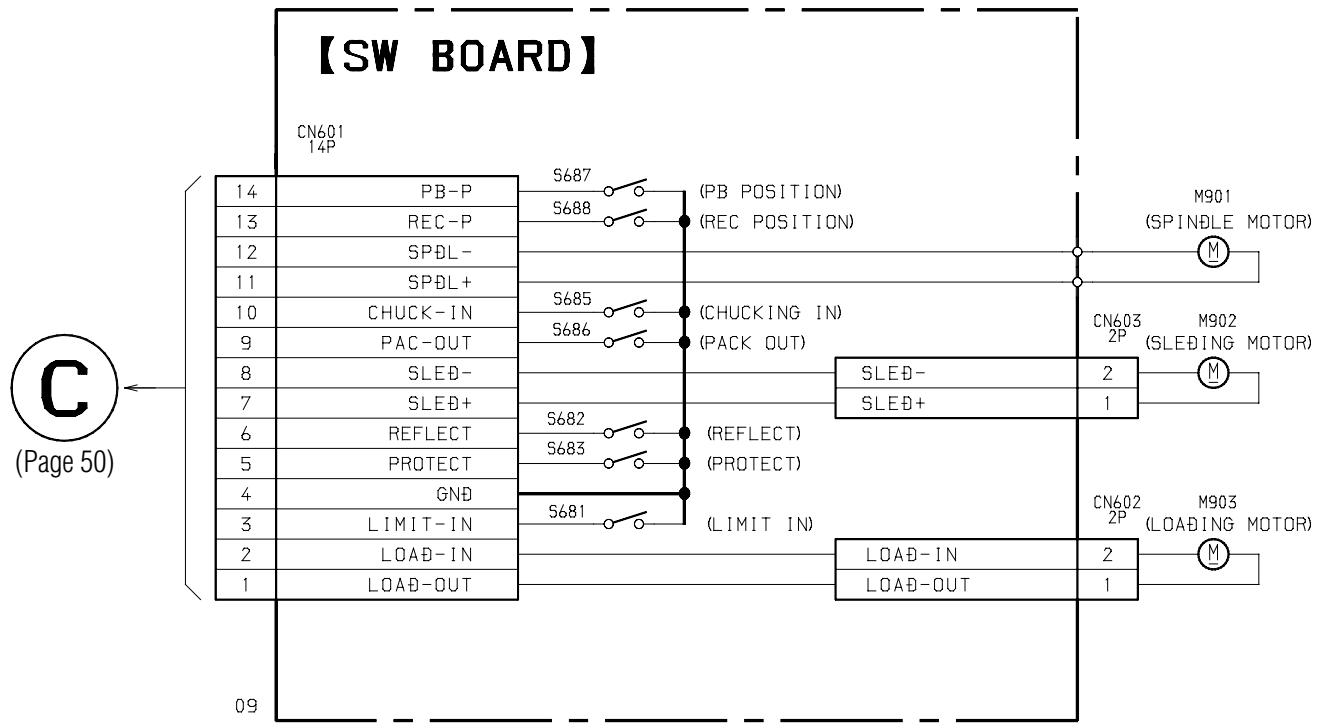 【SW BOARD】
CN601
14P
14 PB-P S687 (PB POSITION)
13 REC-P S688 (REC POSITION)
12 SPDL-
11 SPDL+
M901
(SPINDLE MOTOR)
M
10 CHUCK-IN S685 (CHUCKING IN)
9 PAC-OUT S686 (PACK OUT)
8 SLED- SLED- 2
7 SLED+ SLED+ 1
CN603
2P
M902
(SLEDING MOTOR)
M
6 REFLECT S682 (REFLECT)
5 PROTECT S683 (PROTECT)
4 GND
3 LIMIT-IN S681 (LIMIT IN)
CN602
2P
M903
(LOADING MOTOR)
M
2 LOAD-IN LOAD-IN 2
1 LOAD-OUT LOAD-OUT 1
C
(Page 50)
09